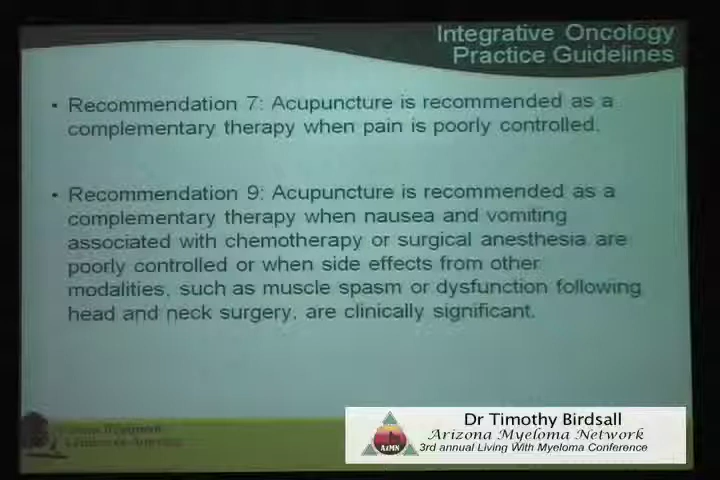 Integrative Oncology
Practice Guidelines
• Recommendation 7: Acupuncture is recommended as a
complementary therapy when pain is poorly controlled.
• Recommendation 9: Acupuncture is recommended as a
complementary therapy when nausea and vomiting
associated with chemotherapy or surgical anesthesia are
poorly controlled or when side effects from other
modalities, such as muscle spasm or dysfunction following
head and neck surgery, are clinically significant.
Dr Timothy Birdsall
Arizona Myeloma Network
AzMN
3rd annual Living With Myeloma Conference